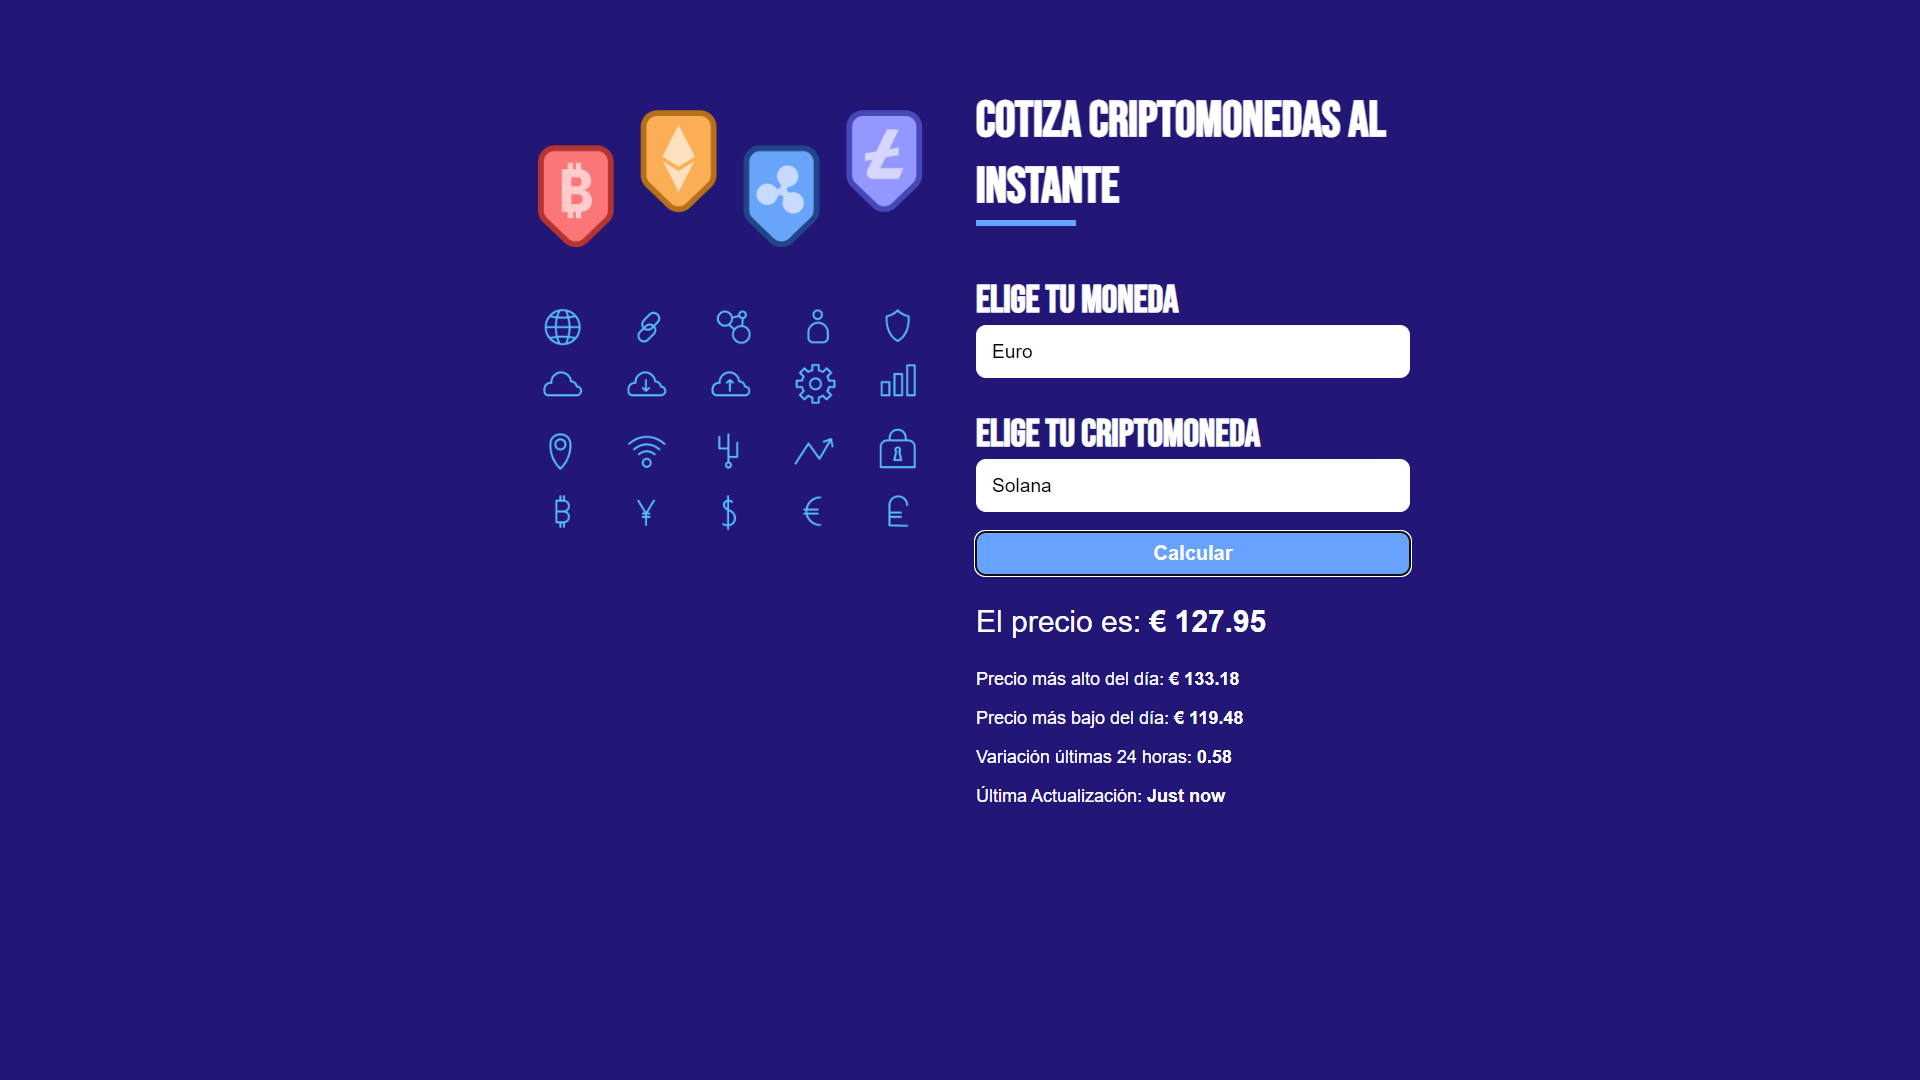 COTIZA CRIPTOMONEDAS AL
INSTANTE
ELIGE TU MONEDA
Euro
ELIGE TU CRIPTOMONEDA
Solana
Calcular
El precio es: € 127.95
Precio más alto del día: € 133.18
Precio más bajo del día: € 119.48
Variación últimas 24 horas: 0.58
Última Actualización: Just now